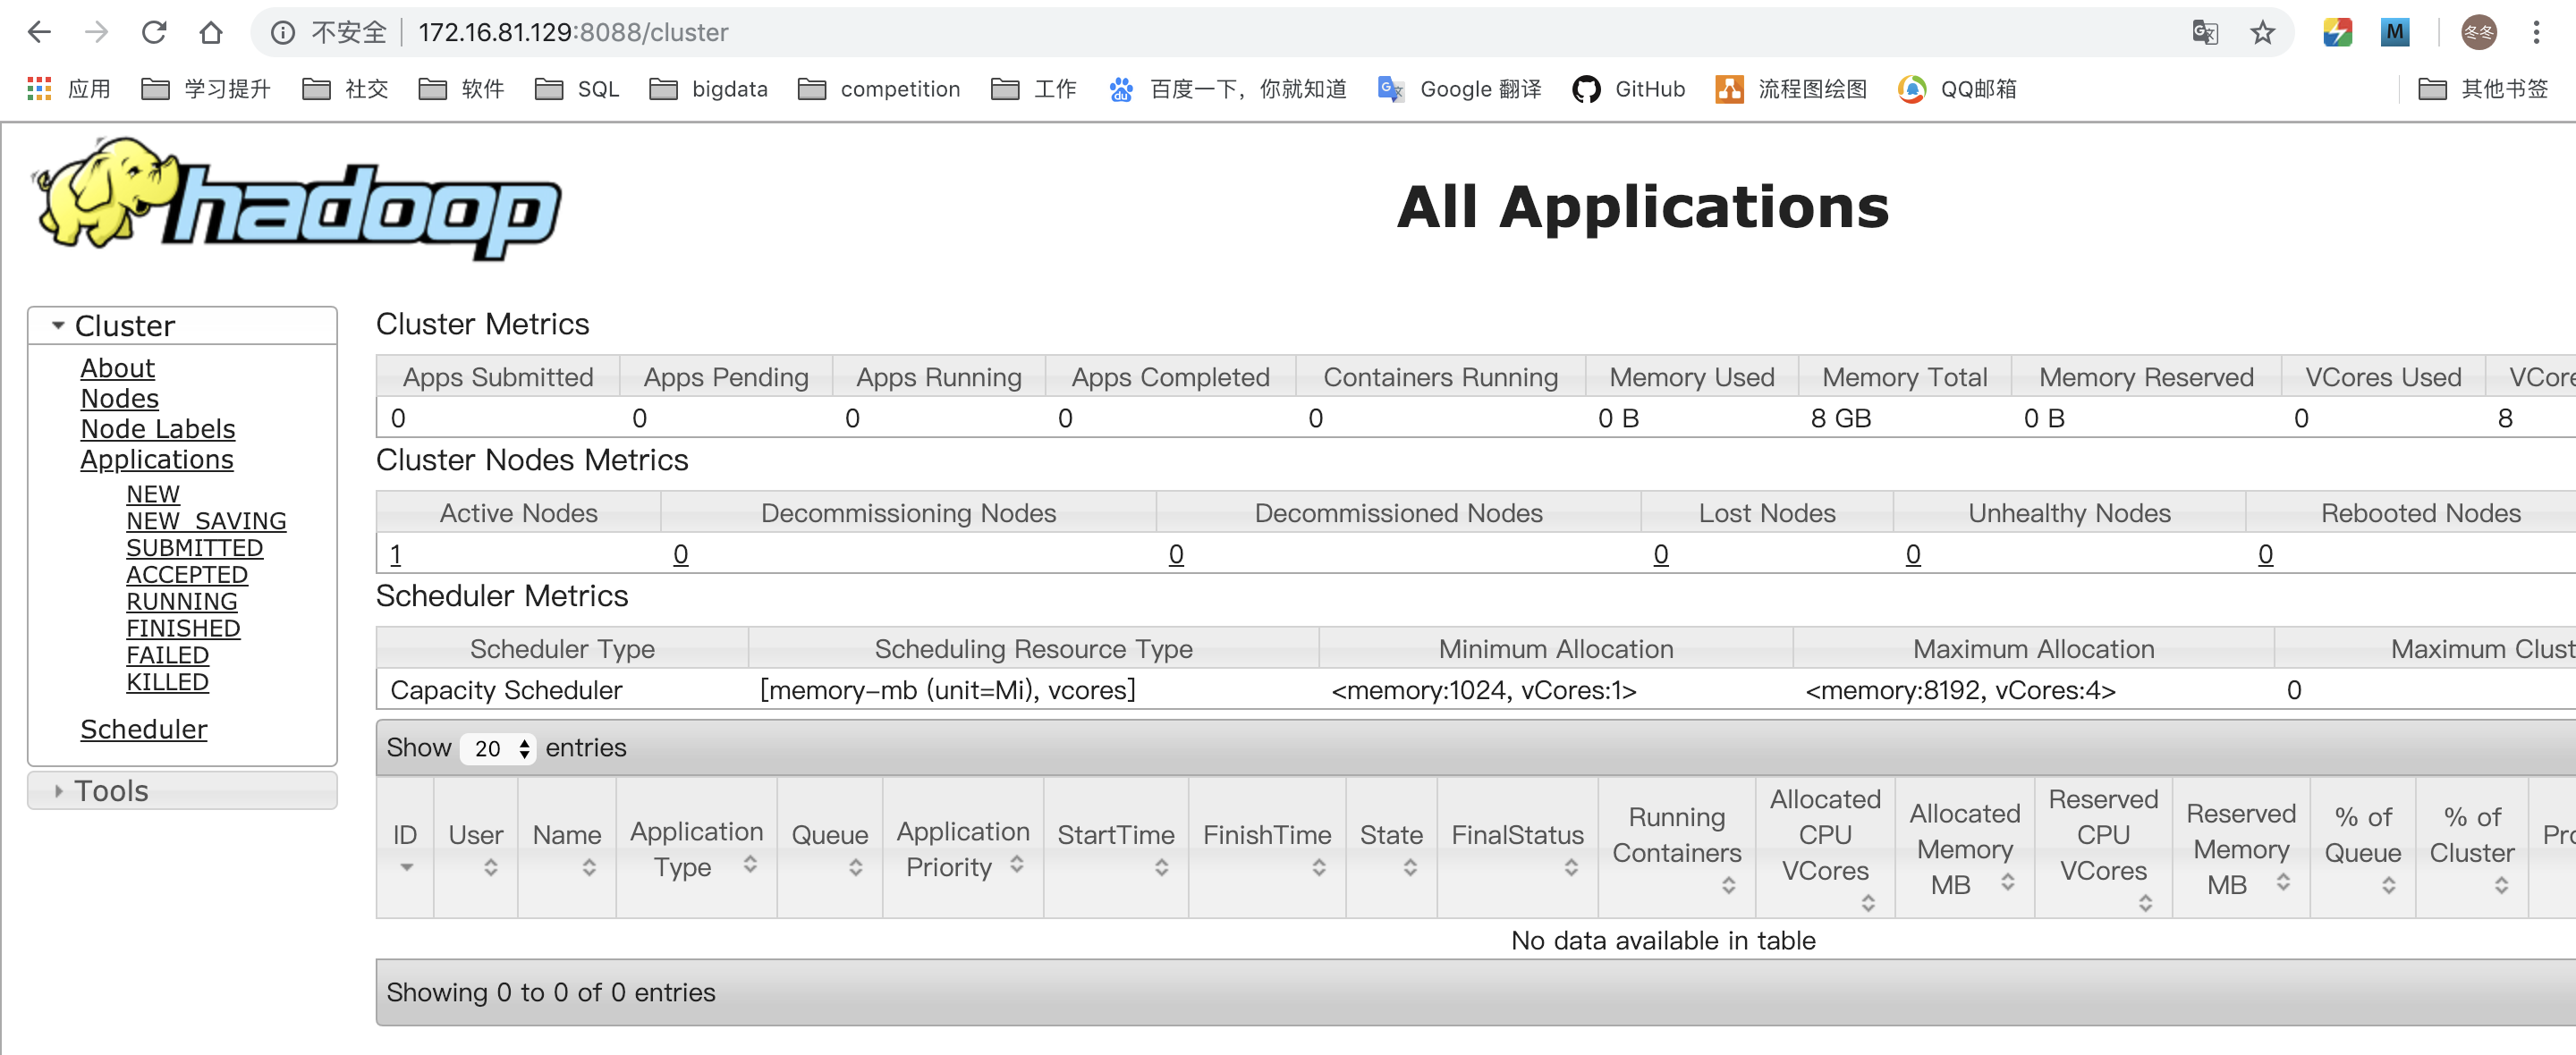 不安全 172.16.81.129:8088/cluster 冬冬
应用 学习提升 社交 软件 SQL bigdata competition 工作 百度一下，你就知道 Google 翻译 GitHub 流程图绘图 QQ邮箱 其他书签
hadoop
All Applications
Cluster
About
Nodes
Node Labels
Applications
NEW
NEW_SAVING
SUBMITTED
ACCEPTED
RUNNING
FINISHED
FAILED
KILLED
Scheduler
Tools
Cluster Metrics
Apps Submitted Apps Pending Apps Running Apps Completed Containers Running Memory Used Memory Total Memory Reserved VCores Used VCore
0 0 0 0 0 0 B 8 GB 0 B 0 8
Cluster Nodes Metrics
Active Nodes Decommissioning Nodes Decommissioned Nodes Lost Nodes Unhealthy Nodes Rebooted Nodes
1 0 0 0 0 0
Scheduler Metrics
Scheduler Type Scheduling Resource Type Minimum Allocation Maximum Allocation Maximum Clust
Capacity Scheduler [memory-mb (unit=Mi), vcores] <memory:1024, vCores:1> <memory:8192, vCores:4> 0
Show 20 entries
ID User Name Application Type Queue Application Priority StartTime FinishTime State FinalStatus Running Containers Allocated CPU VCores Allocated Memory MB Reserved CPU VCores Reserved Memory MB % of Queue % of Cluster Pro
No data available in table
Showing 0 to 0 of 0 entries